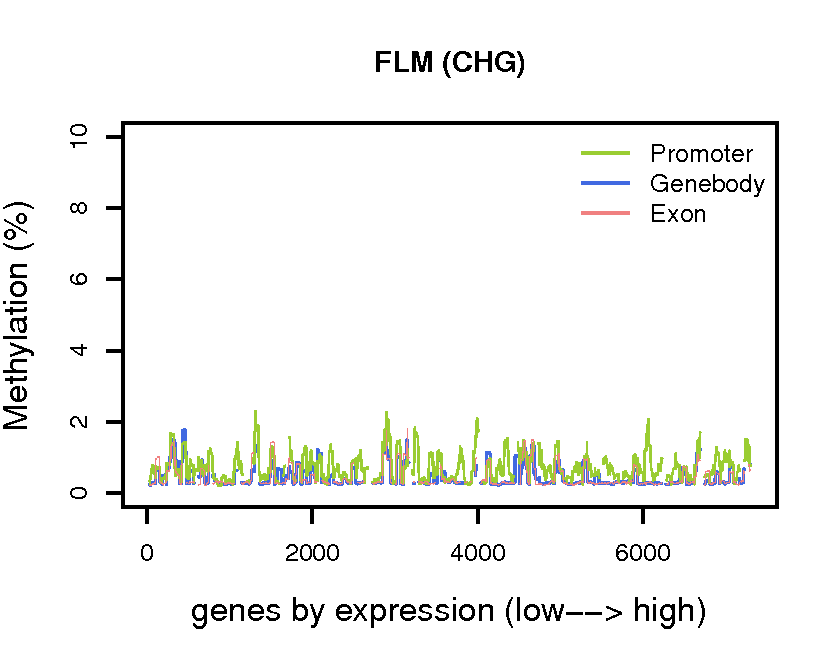 FLM (CHG)
Promoter
Genebody
Exon
Methylation (%)
10
8
6
4
2
0
0 2000 4000 6000
genes by expression (low--> high)